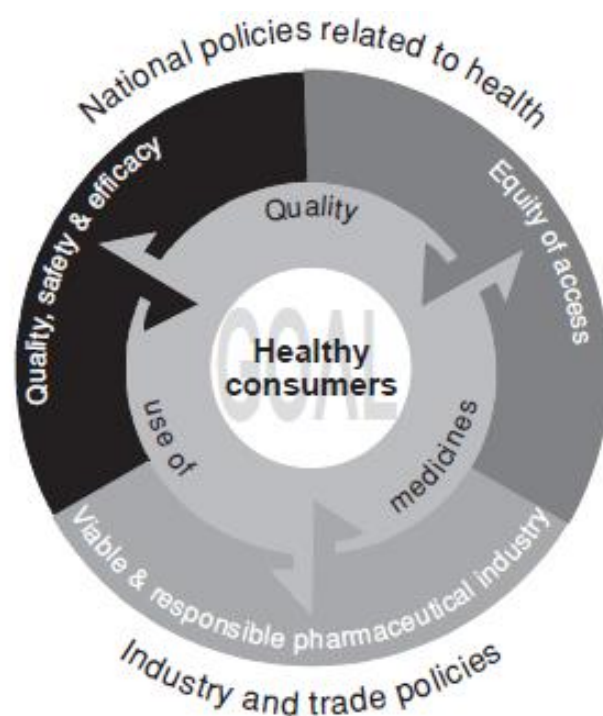 National policies related to health
Quality, safety & efficacy
Equity of access
Quality
use of
medicines
GOAL
Healthy
consumers
Viable & responsible pharmaceutical industry
Industry and trade policies